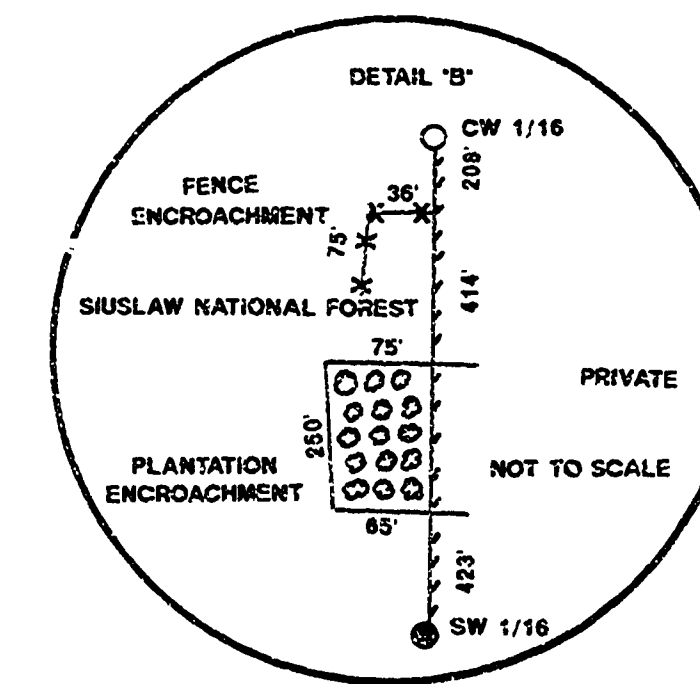 DETAIL "B"
CW 1/16
208'
FENCE
ENCROACHMENT
36'
75'
414'
SIUSLAW NATIONAL FOREST
75'
PRIVATE
260'
PLANTATION
ENCROACHMENT
NOT TO SCALE
65'
423'
SW 1/16